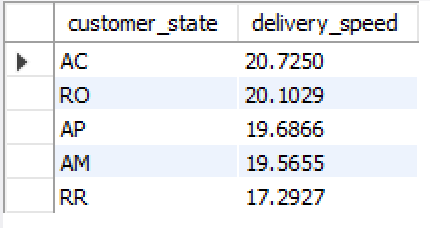 customer_state delivery_speed
AC 20.7250
RO 20.1029
AP 19.6866
AM 19.5655
RR 17.2927